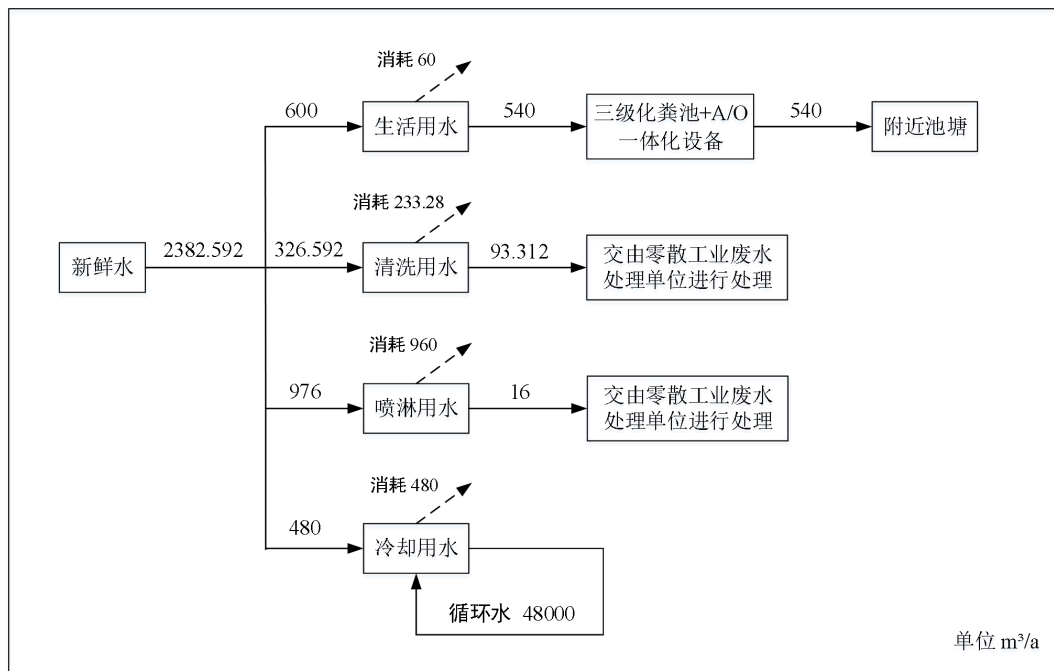 消耗 60
600
生活用水
540
三级化粪池+A/O
一体化设备
540
附近池塘
消耗 233.28
新鲜水
2382.592
326.592
清洗用水
93.312
交由零散工业废水
处理单位进行处理
消耗 960
976
喷淋用水
16
交由零散工业废水
处理单位进行处理
消耗 480
480
冷却用水
循环水 48000
单位 m³/a